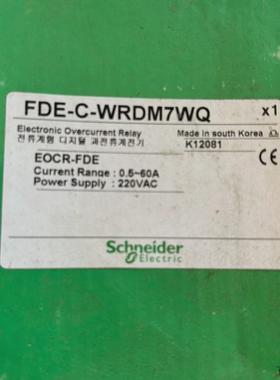 FDE-C-WRDM7WQ x1
Electronic Overcurrent Relay Made in south Korea
전류계형 디지털 과전류계전기 K12081
EOCR-FDE CE
Current Range : 0.5~60A
Power Supply : 220VAC
Schneider
Electric